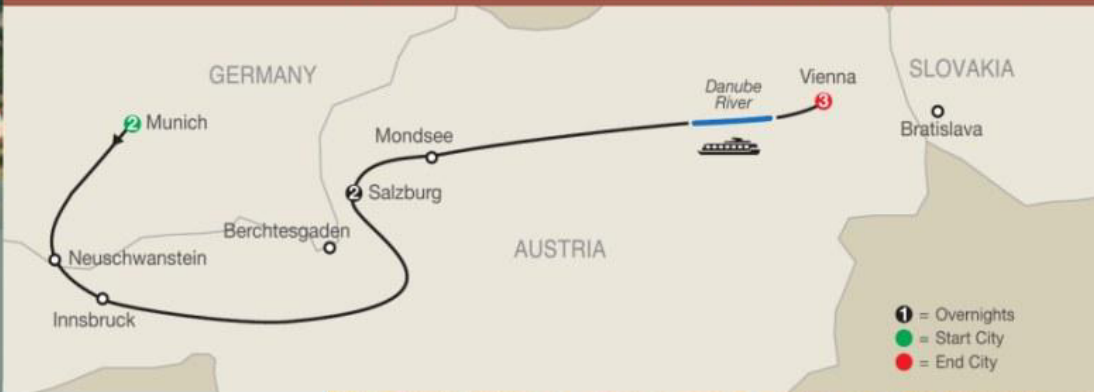 GERMANY
2 Munich
Danube
River
Vienna
3
SLOVAKIA
Bratislava
Mondsee
2 Salzburg
Berchtesgaden
AUSTRIA
Neuschwanstein
Innsbruck
1 = Overnights
= Start City
= End City